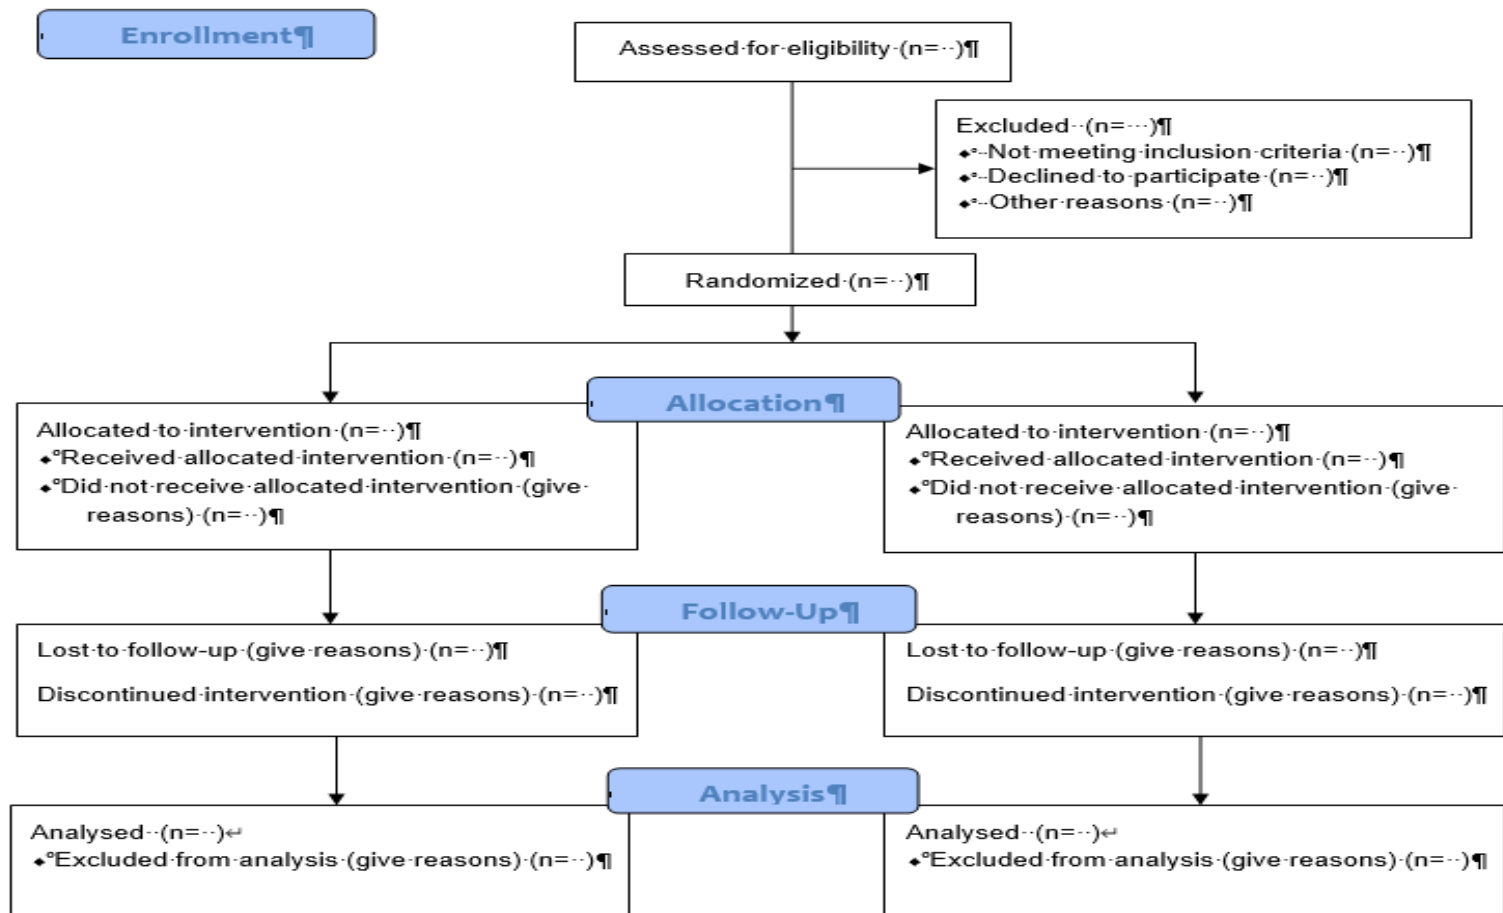 Enrollment¶
Assessed·for·eligibility·(n=··)¶
Excluded··(n=···)¶
◆°··Not·meeting·inclusion·criteria·(n=··)¶
◆°··Declined·to·participate·(n=··)¶
◆°··Other·reasons·(n=··)¶
Randomized·(n=··)¶
Allocation¶
Allocated·to·intervention·(n=··)¶
◆°Received·allocated·intervention·(n=··)¶
◆°Did·not·receive·allocated·intervention·(give·
reasons)·(n=··)¶
Allocated·to·intervention·(n=··)¶
◆°Received·allocated·intervention·(n=··)¶
◆°Did·not·receive·allocated·intervention·(give·
reasons)·(n=··)¶
Follow-Up¶
Lost·to·follow-up·(give·reasons)·(n=··)¶
Discontinued·intervention·(give·reasons)·(n=··)¶
Lost·to·follow-up·(give·reasons)·(n=··)¶
Discontinued·intervention·(give·reasons)·(n=··)¶
Analysis¶
Analysed··(n=··)↵
◆°Excluded·from·analysis·(give·reasons)·(n=··)¶
Analysed··(n=··)↵
◆°Excluded·from·analysis·(give·reasons)·(n=··)¶